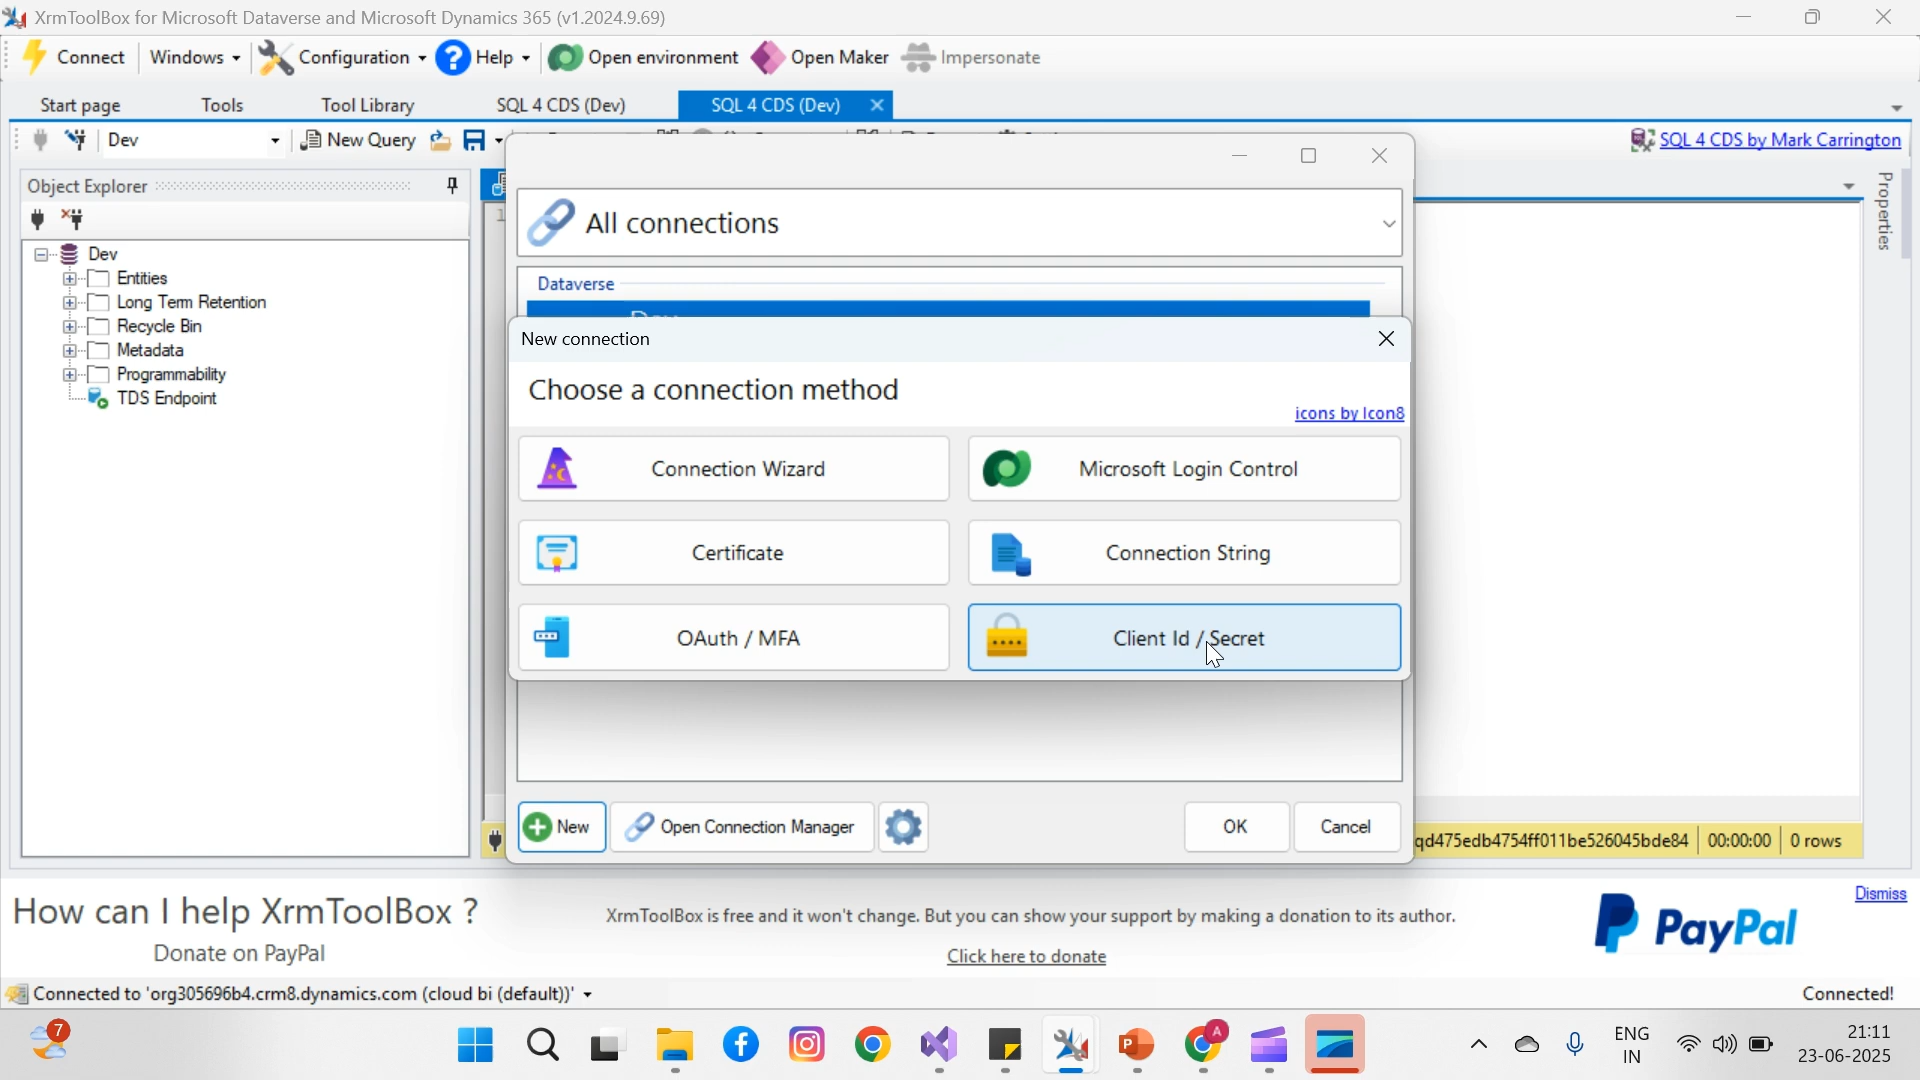 XrmToolBox for Microsoft Dataverse and Microsoft Dynamics 365 (v1.2024.9.69)
Connect Windows Configuration Help Open environment Open Maker Impersonate
Start page Tools Tool Library SQL 4 CDS (Dev) SQL 4 CDS (Dev)
Dev New Query SQL 4 CDS by Mark Carrington
Object Explorer
Properties
Dev
Entities
Long Term Retention
Recycle Bin
Metadata
Programmability
TDS Endpoint
1
All connections
Dataverse
New connection
Choose a connection method
icons by Icon8
Connection Wizard Microsoft Login Control
Certificate Connection String
OAuth / MFA Client Id / Secret
New Open Connection Manager OK Cancel
qd475edb4754ff011be526045bde84 00:00:00 0 rows
How can I help XrmToolBox ?
Donate on PayPal
XrmToolBox is free and it won't change. But you can show your support by making a donation to its author.
Click here to donate
PayPal
Dismiss
Connected to 'org305696b4.crm8.dynamics.com (cloud bi (default))' Connected!
7
A
P
ENG
IN
21:11
23-06-2025